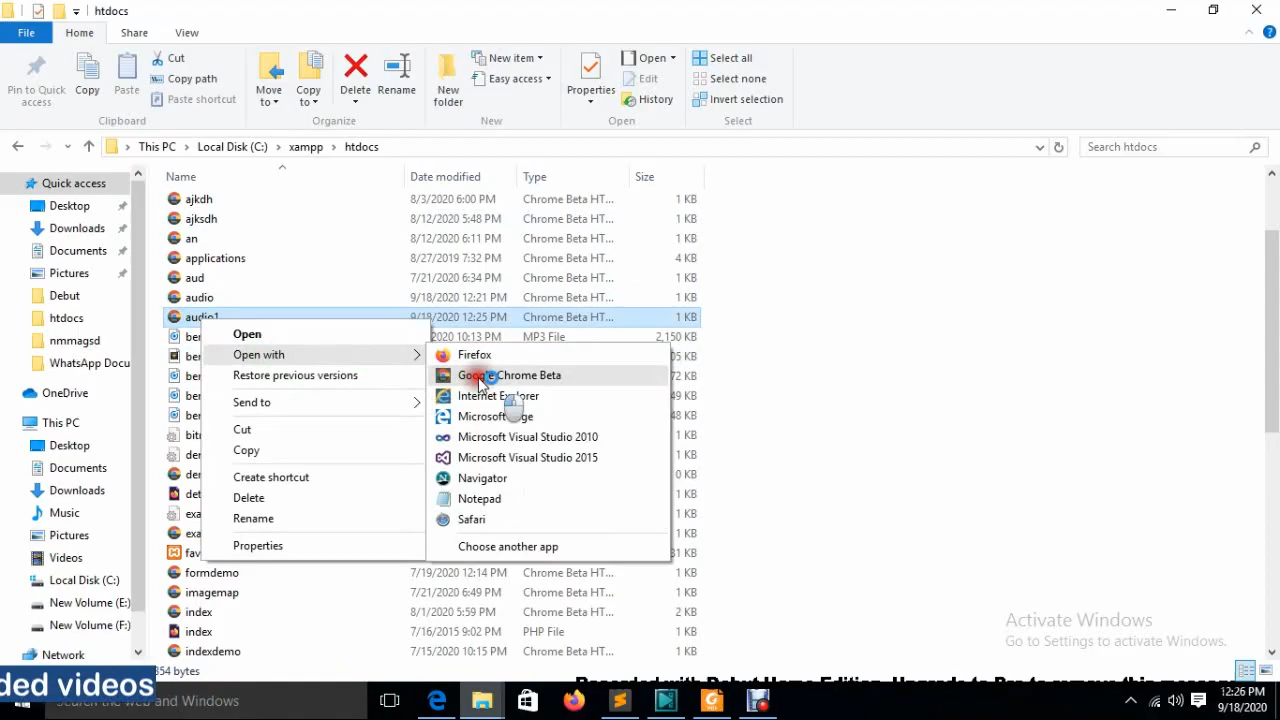 htdocs
File
Home
Share
View
Pin to Quick access
Copy
Paste
Cut
Copy path
Paste shortcut
Clipboard
Move to
Copy to
Delete
Rename
Organize
New folder
New item
Easy access
New
Properties
Open
Edit
History
Open
Select all
Select none
Invert selection
Select
This PC
Local Disk (C:)
xampp
htdocs
Search htdocs
Quick access
Desktop
Downloads
Documents
Pictures
Debut
htdocs
nmmagsd
WhatsApp Docu
OneDrive
This PC
Desktop
Documents
Downloads
Music
Pictures
Videos
Local Disk (C:)
New Volume (E:)
New Volume (F:)
Network
Name Date modified Type Size
ajkdh 8/3/2020 6:00 PM Chrome Beta HT... 1 KB
ajksdh 8/12/2020 5:48 PM Chrome Beta HT... 1 KB
an 8/12/2020 6:11 PM Chrome Beta HT... 1 KB
applications 8/27/2019 7:32 PM Chrome Beta HT... 4 KB
aud 7/21/2020 6:34 PM Chrome Beta HT... 1 KB
audio 9/18/2020 12:21 PM Chrome Beta HT... 1 KB
audio1 9/18/2020 12:25 PM Chrome Beta HT... 1 KB
2020 10:13 PM MP3 File 2,150 KB
Open
Open with
Restore previous versions
Send to
Cut
Copy
Create shortcut
Delete
Rename
Properties
Firefox
Google Chrome Beta
Internet Explorer
Microsoft Edge
Microsoft Visual Studio 2010
Microsoft Visual Studio 2015
Navigator
Notepad
Safari
Choose another app
formdemo 7/19/2020 12:14 PM Chrome Beta HT... 1 KB
imagemap 7/21/2020 6:49 PM Chrome Beta HT... 1 KB
index 8/1/2020 5:59 PM Chrome Beta HT... 2 KB
index 7/16/2015 9:02 PM PHP File 1 KB
indexdemo 7/15/2020 10:15 PM Chrome Beta HT... 1 KB
Activate Windows
Go to Settings to activate Windows.
354 bytes
ded videos
Search the web and Windows
12:26 PM
9/18/2020